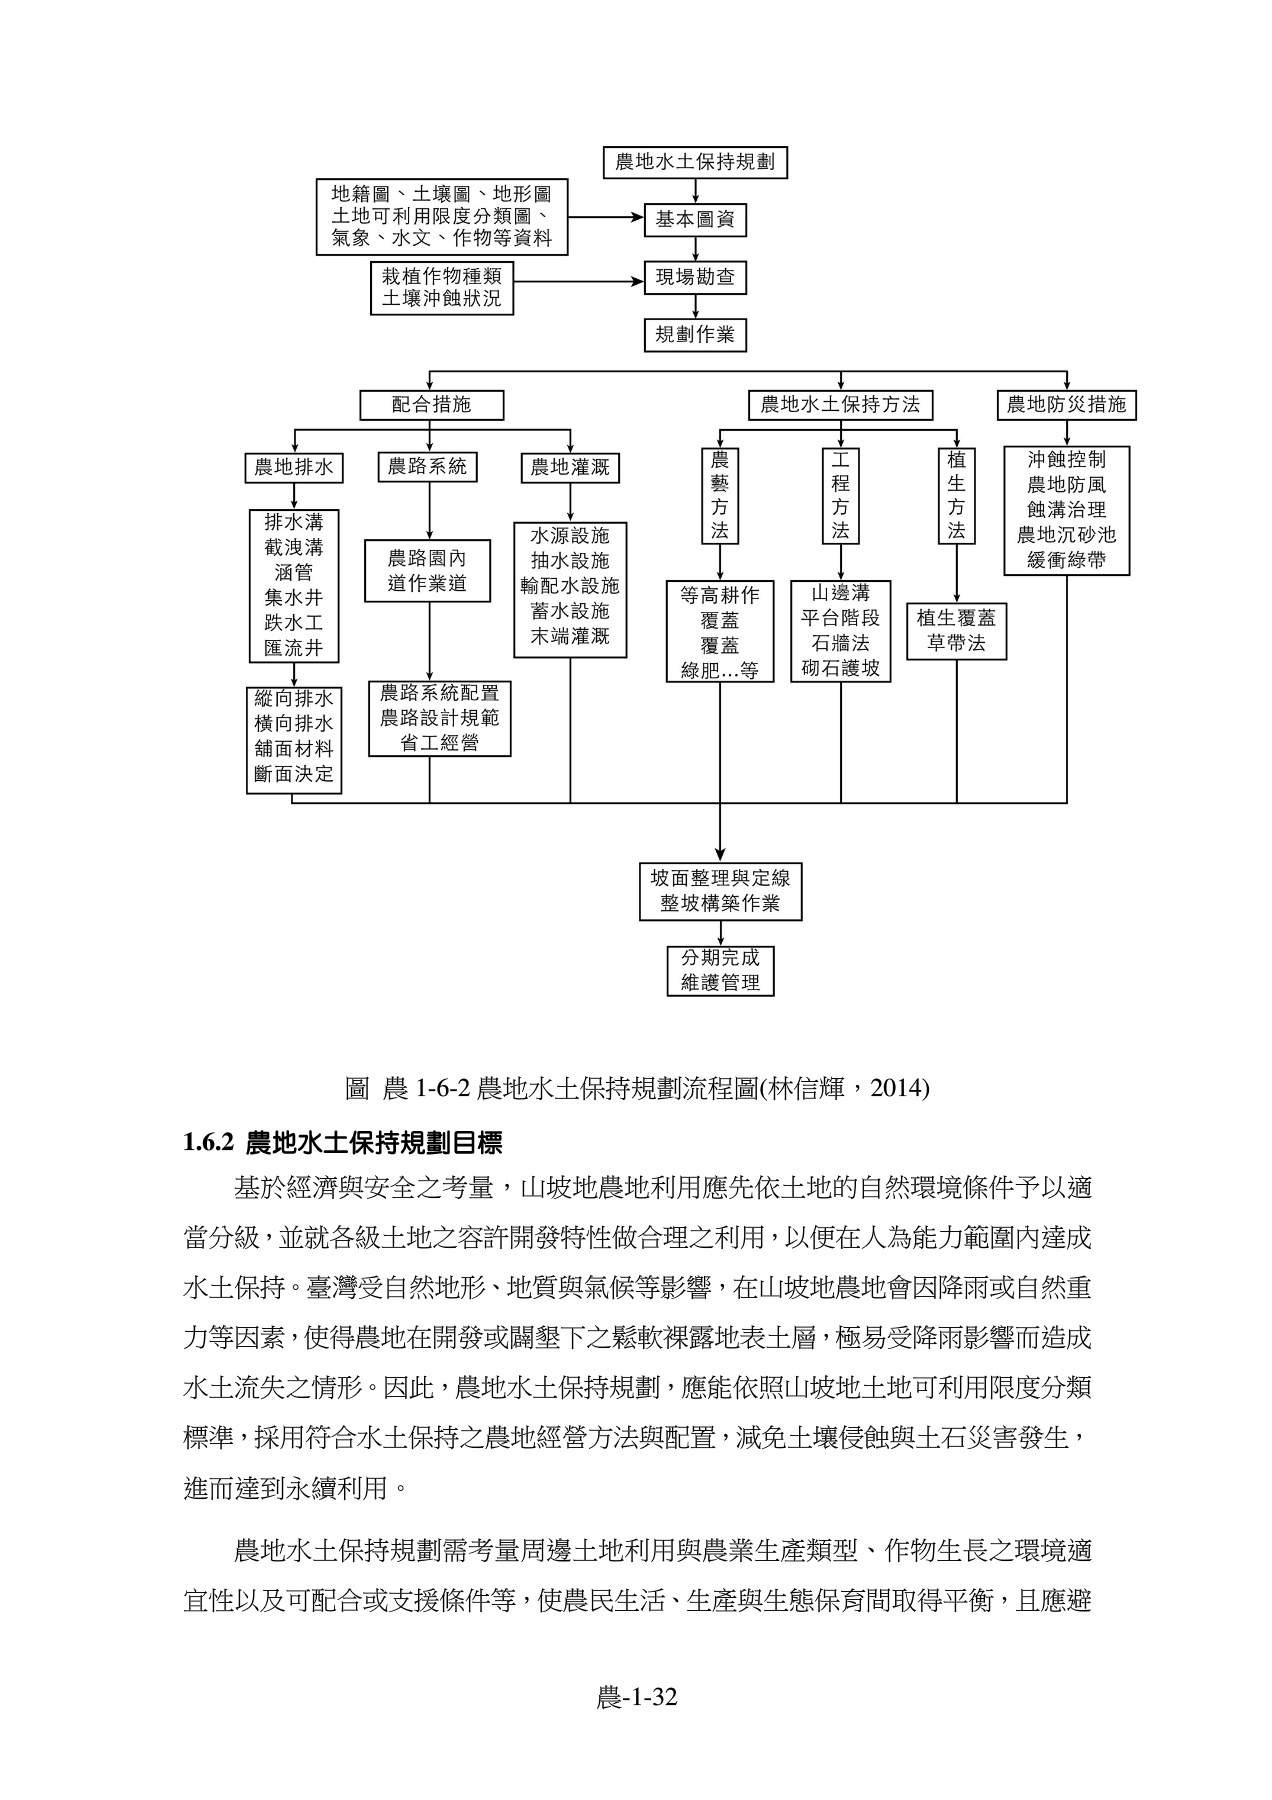 農地水土保持規劃
地籍圖、土壤圖、地形圖
土地可利用限度分類圖、
氣象、水文、作物等資料
基本圖資
栽植作物種類
土壤沖蝕狀況
現場勘查
規劃作業
配合措施
農地水土保持方法
農地防災措施
農地排水
農路系統
農地灌溉
農藝方法
工程方法
植生方法
沖蝕控制
農地防風
蝕溝治理
農地沉砂池
緩衝綠帶
排水溝
截洩溝
涵管
集水井
跌水工
匯流井
農路園內
道作業道
水源設施
抽水設施
輸配水設施
蓄水設施
末端灌溉
等高耕作
覆蓋
覆蓋
綠肥…等
山邊溝
平台階段
石牆法
砌石護坡
植生覆蓋
草帶法
縱向排水
橫向排水
舖面材料
斷面決定
農路系統配置
農路設計規範
省工經營
坡面整理與定線
整坡構築作業
分期完成
維護管理
圖 農 1-6-2 農地水土保持規劃流程圖(林信輝，2014)
1.6.2 農地水土保持規劃目標
基於經濟與安全之考量，山坡地農地利用應先依土地的自然環境條件予以適
當分級，並就各級土地之容許開發特性做合理之利用，以便在人為能力範圍內達成
水土保持。臺灣受自然地形、地質與氣候等影響，在山坡地農地會因降雨或自然重
力等因素，使得農地在開發或闢墾下之鬆軟裸露地表土層，極易受降雨影響而造成
水土流失之情形。因此，農地水土保持規劃，應能依照山坡地土地可利用限度分類
標準，採用符合水土保持之農地經營方法與配置，減免土壤侵蝕與土石災害發生，
進而達到永續利用。
農地水土保持規劃需考量周邊土地利用與農業生產類型、作物生長之環境適
宜性以及可配合或支援條件等，使農民生活、生產與生態保育間取得平衡，且應避
農-1-32